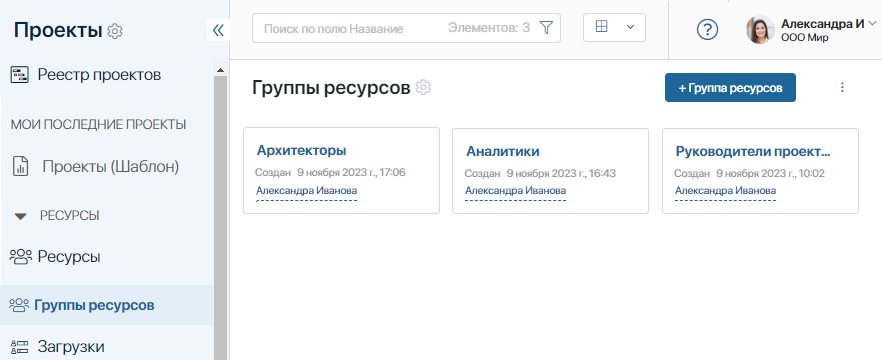 Проекты
Реестр проектов
МОИ ПОСЛЕДНИЕ ПРОЕКТЫ
Проекты (Шаблон)
РЕСУРСЫ
Ресурсы
Группы ресурсов
Загрузки
Поиск по полю Название Элементов: 3
Александра И
ООО Мир
Группы ресурсов
+ Группа ресурсов
Архитекторы
Создан 9 ноября 2023 г., 17:06
Александра Иванова
Аналитики
Создан 9 ноября 2023 г., 16:43
Александра Иванова
Руководители проект...
Создан 9 ноября 2023 г., 10:02
Александра Иванова